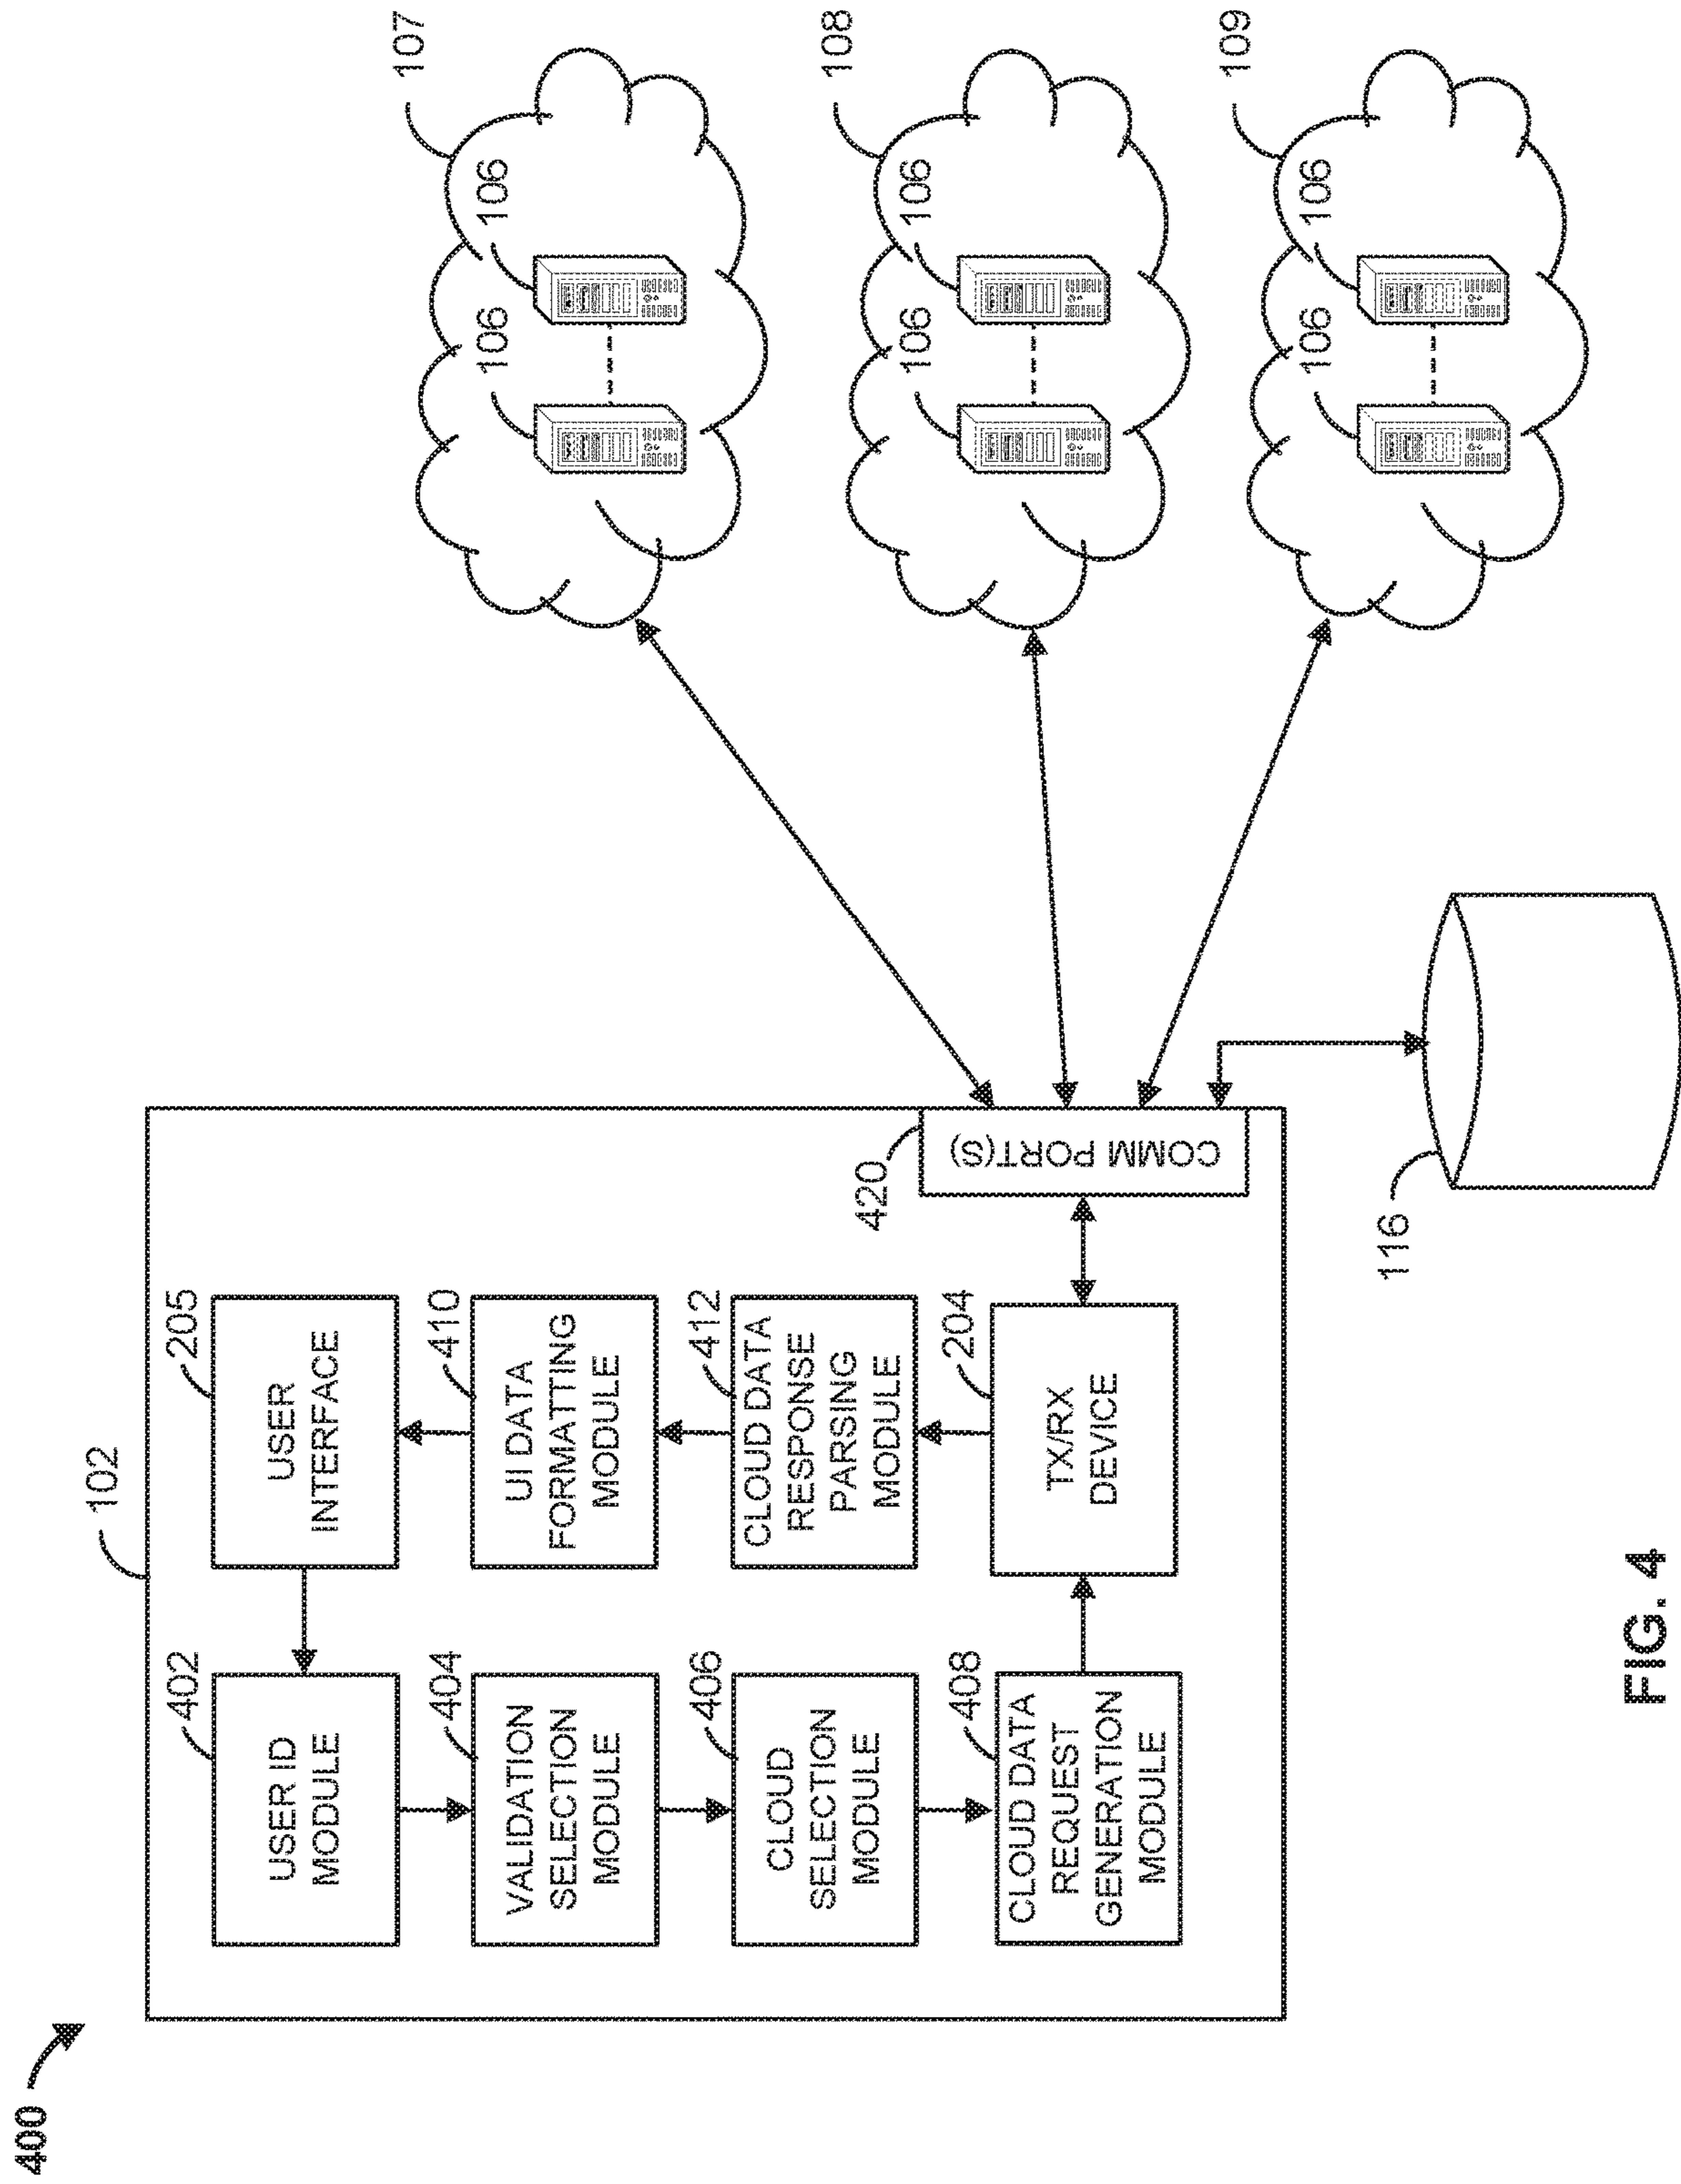 400
102
402
USER ID
MODULE
205
USER
INTERFACE
404
VALIDATION
SELECTION
MODULE
410
UI DATA
FORMATTING
MODULE
406
CLOUD
SELECTION
MODULE
412
CLOUD DATA
RESPONSE
PARSING
MODULE
408
CLOUD DATA
REQUEST
GENERATION
MODULE
204
TX/RX
DEVICE
420
COMM PORT(S)
116
107
106
106
108
106
106
109
106
106
FIG. 4